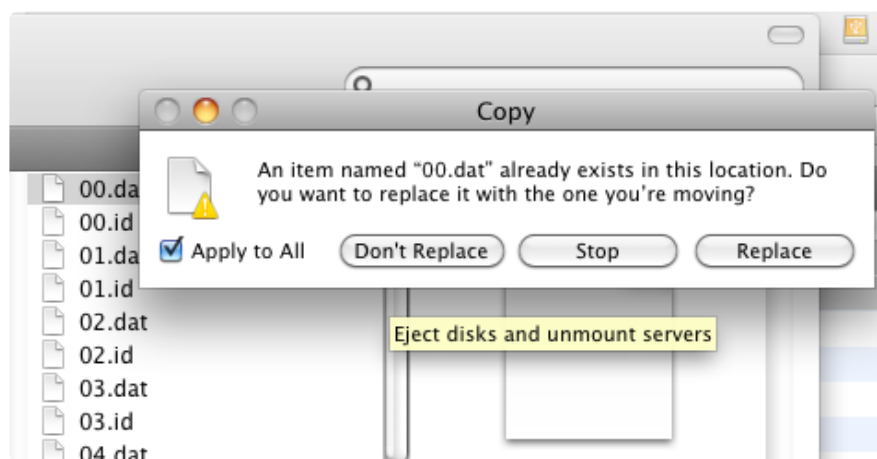 Copy
An item named “00.dat” already exists in this location. Do
you want to replace it with the one you’re moving?
Apply to All
Don't Replace
Stop
Replace
00.da
00.id
01.da
01.id
02.dat
02.id
03.dat
03.id
04.dat
Eject disks and unmount servers